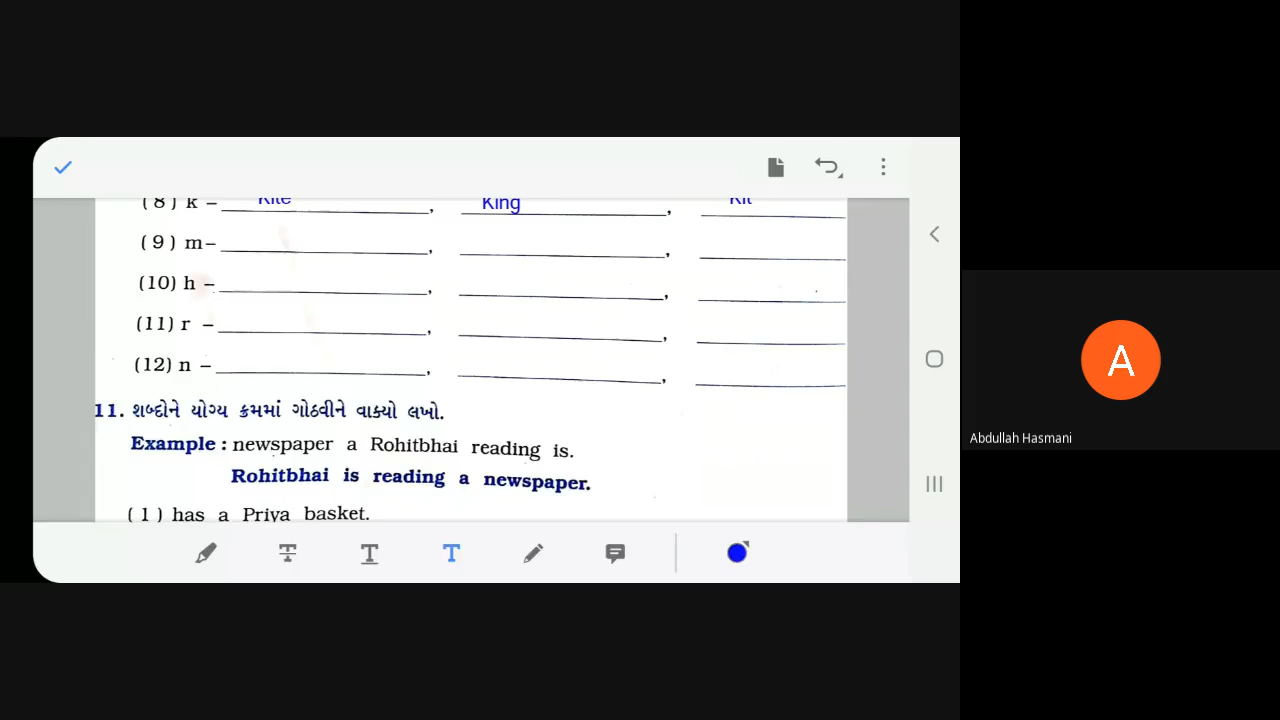 (8) k – Kite, King, Kit
(9) m– , 
(10) h – , 
(11) r – , 
(12) n – , 
11. શબ્દોને યોગ્ય ક્રમમાં ગોઠવીને વાક્યો લખો.
Example : newspaper a Rohitbhai reading is.
Rohitbhai is reading a newspaper.
(1) has a Priya basket.
T
A
Abdullah Hasmani